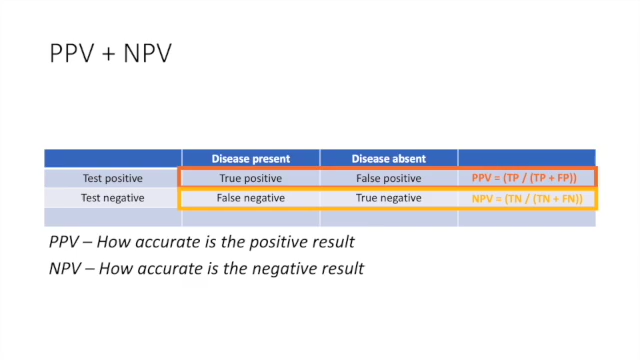 PPV + NPV
Disease present Disease absent
Test positive True positive False positive PPV = (TP / (TP + FP))
Test negative False negative True negative NPV = (TN / (TN + FN))
PPV – How accurate is the positive result
NPV – How accurate is the negative result